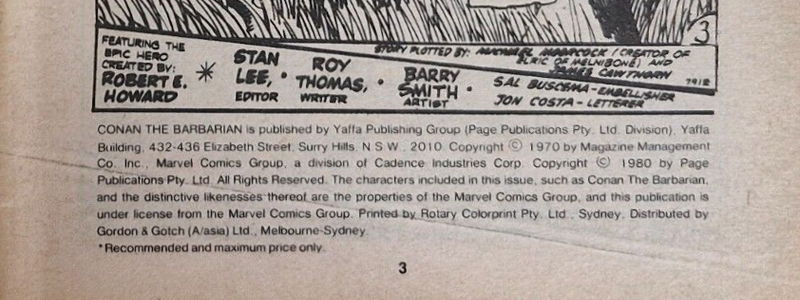 3
FEATURING THE
EPIC HERO
CREATED BY:
ROBERT E.
HOWARD
*
STAN
LEE, •
EDITOR
ROY
THOMAS, •
WRITER
BARRY
SMITH •
ARTIST
STORY PLOTTED BY: MICHAEL MOORCOCK (CREATOR OF
ELRIC OF MELNIBONÉ) AND
JAMES CAWTHORN
SAL BUSCEMA - EMBELLISHER
JON COSTA - LETTERER
7912
CONAN THE BARBARIAN is published by Yaffa Publishing Group (Page Publications Pty. Ltd. Division), Yaffa
Building, 432-436 Elizabeth Street, Surry Hills, N S W , 2010. Copyright © 1970 by Magazine Management
Co. Inc., Marvel Comics Group, a division of Cadence Industries Corp. Copyright © 1980 by Page
Publications Pty. Ltd. All Rights Reserved. The characters included in this issue, such as Conan The Barbarian,
and the distinctive likenesses thereof are the properties of the Marvel Comics Group, and this publication is
under license from the Marvel Comics Group. Printed by Rotary Colorprint Pty. Ltd., Sydney. Distributed by
Gordon & Gotch (A/asia) Ltd., Melbourne-Sydney.
*Recommended and maximum price only.
3